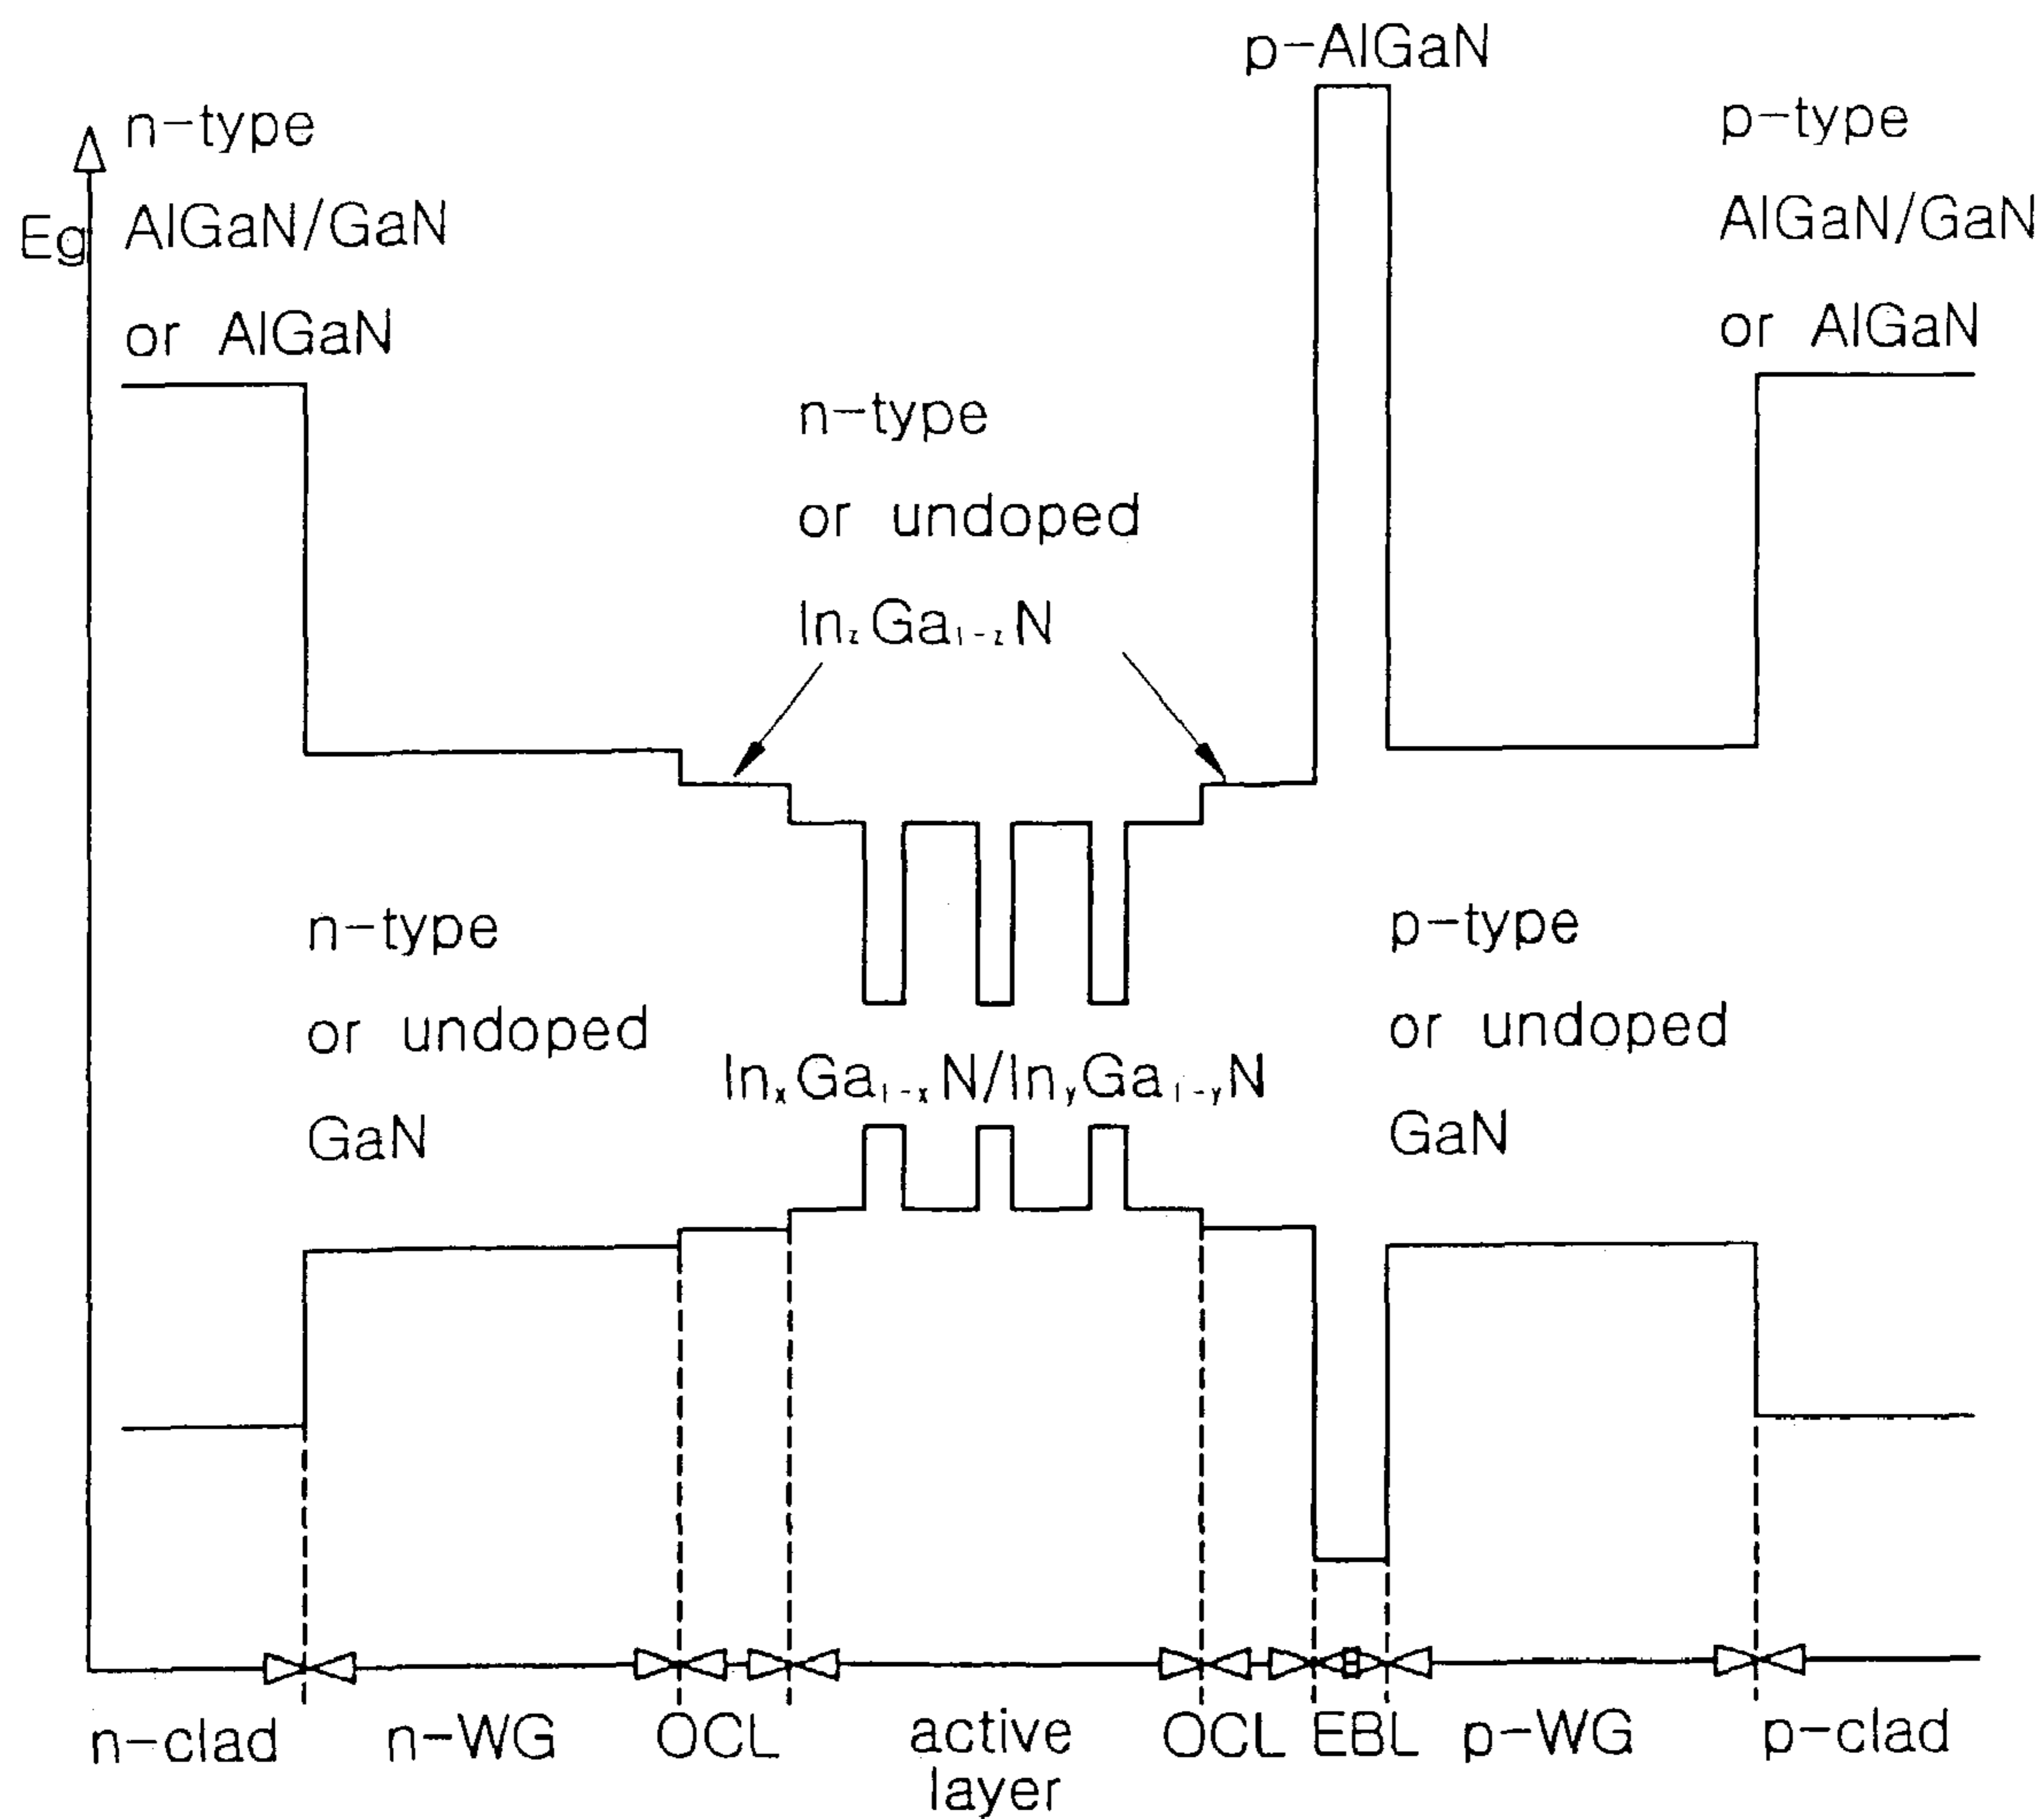 p-AlGaN
n-type
AlGaN/GaN
or AlGaN
Eg
p-type
AlGaN/GaN
or AlGaN
n-type
or undoped
InzGa1-zN
n-type
or undoped
GaN
InxGa1-xN/InyGa1-yN
p-type
or undoped
GaN
n-clad
n-WG
OCL
active
layer
OCL
EBL
p-WG
p-clad